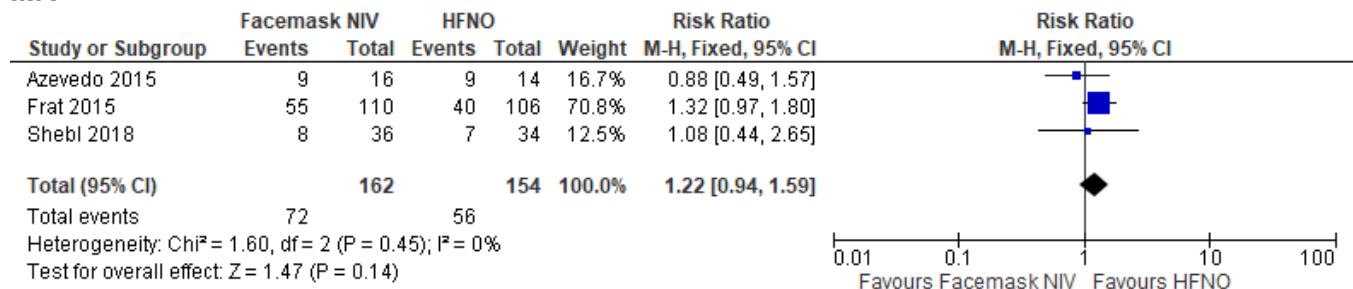 Facemask NIV HFNO Risk Ratio Risk Ratio
Study or Subgroup Events Total Events Total Weight M-H, Fixed, 95% CI M-H, Fixed, 95% CI
Azevedo 2015 9 16 9 14 16.7% 0.88 [0.49, 1.57]
Frat 2015 55 110 40 106 70.8% 1.32 [0.97, 1.80]
Shebl 2018 8 36 7 34 12.5% 1.08 [0.44, 2.65]
Total (95% CI) 162 154 100.0% 1.22 [0.94, 1.59]
Total events 72 56
Heterogeneity: Chi² = 1.60, df = 2 (P = 0.45); I² = 0%
Test for overall effect: Z = 1.47 (P = 0.14)
0.01 0.1 1 10 100
Favours Facemask NIV Favours HFNO